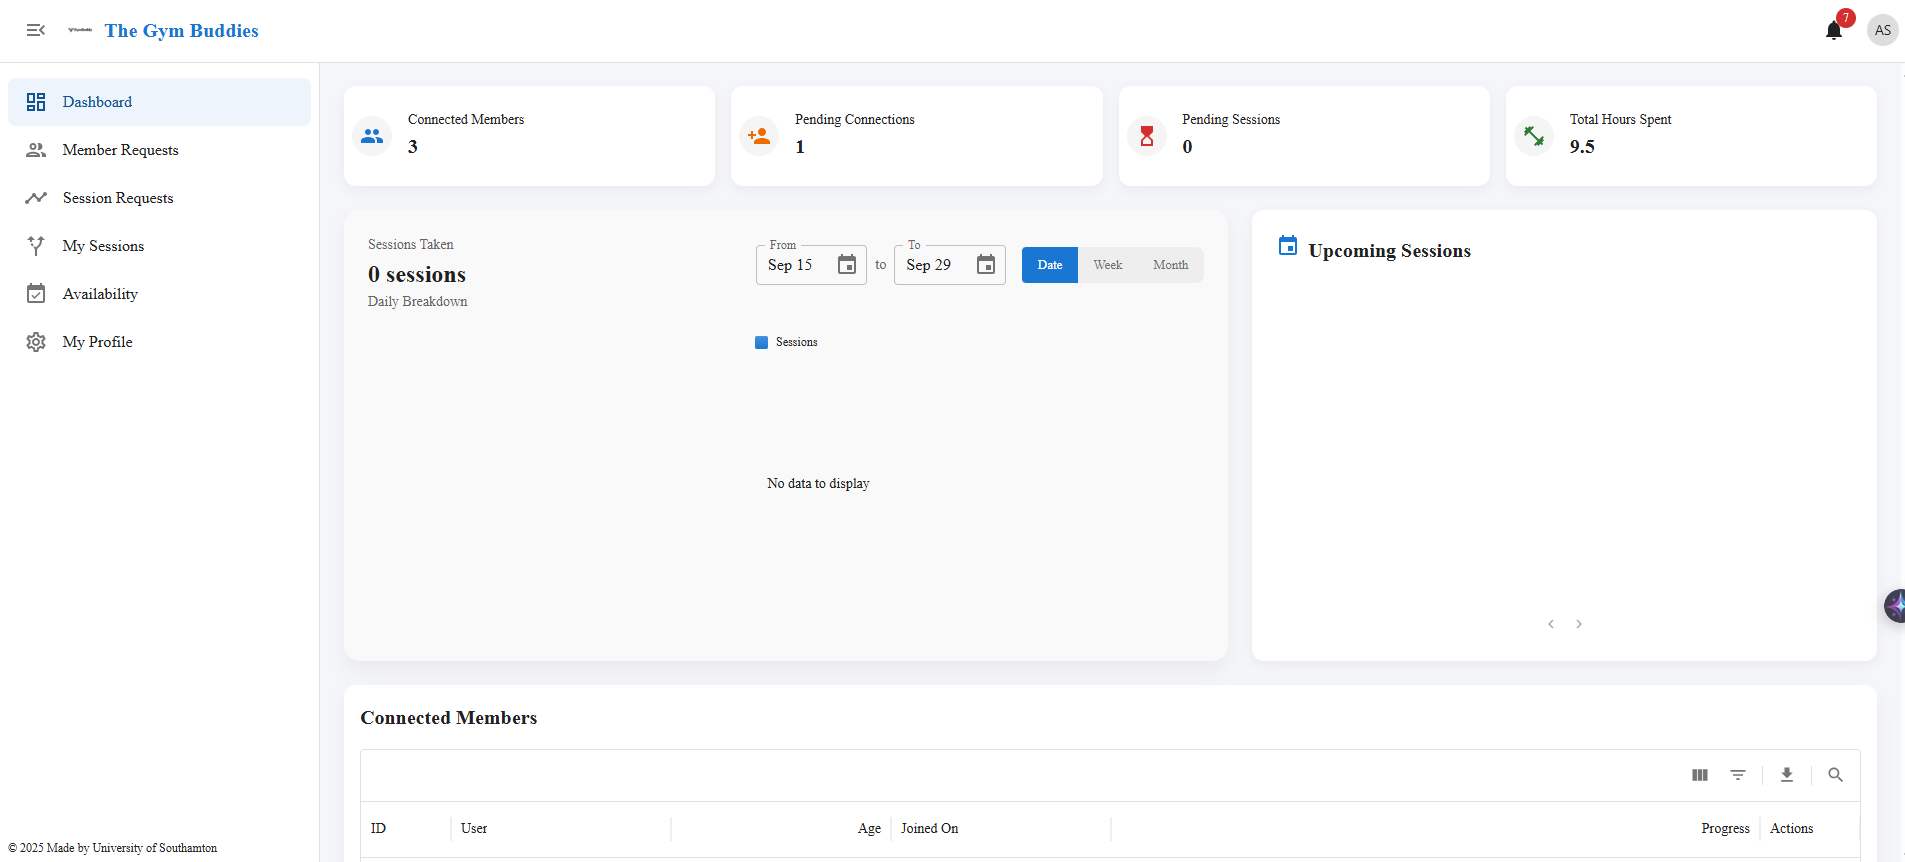 The Gym Buddies
7
AS
Dashboard
Member Requests
Session Requests
My Sessions
Availability
My Profile
© 2025 Made by University of Southamton
Connected Members
3
Pending Connections
1
Pending Sessions
0
Total Hours Spent
9.5
Sessions Taken
0 sessions
Daily Breakdown
From
Sep 15
to
To
Sep 29
Date Week Month
Sessions
No data to display
Upcoming Sessions
Connected Members
ID User Age Joined On Progress Actions